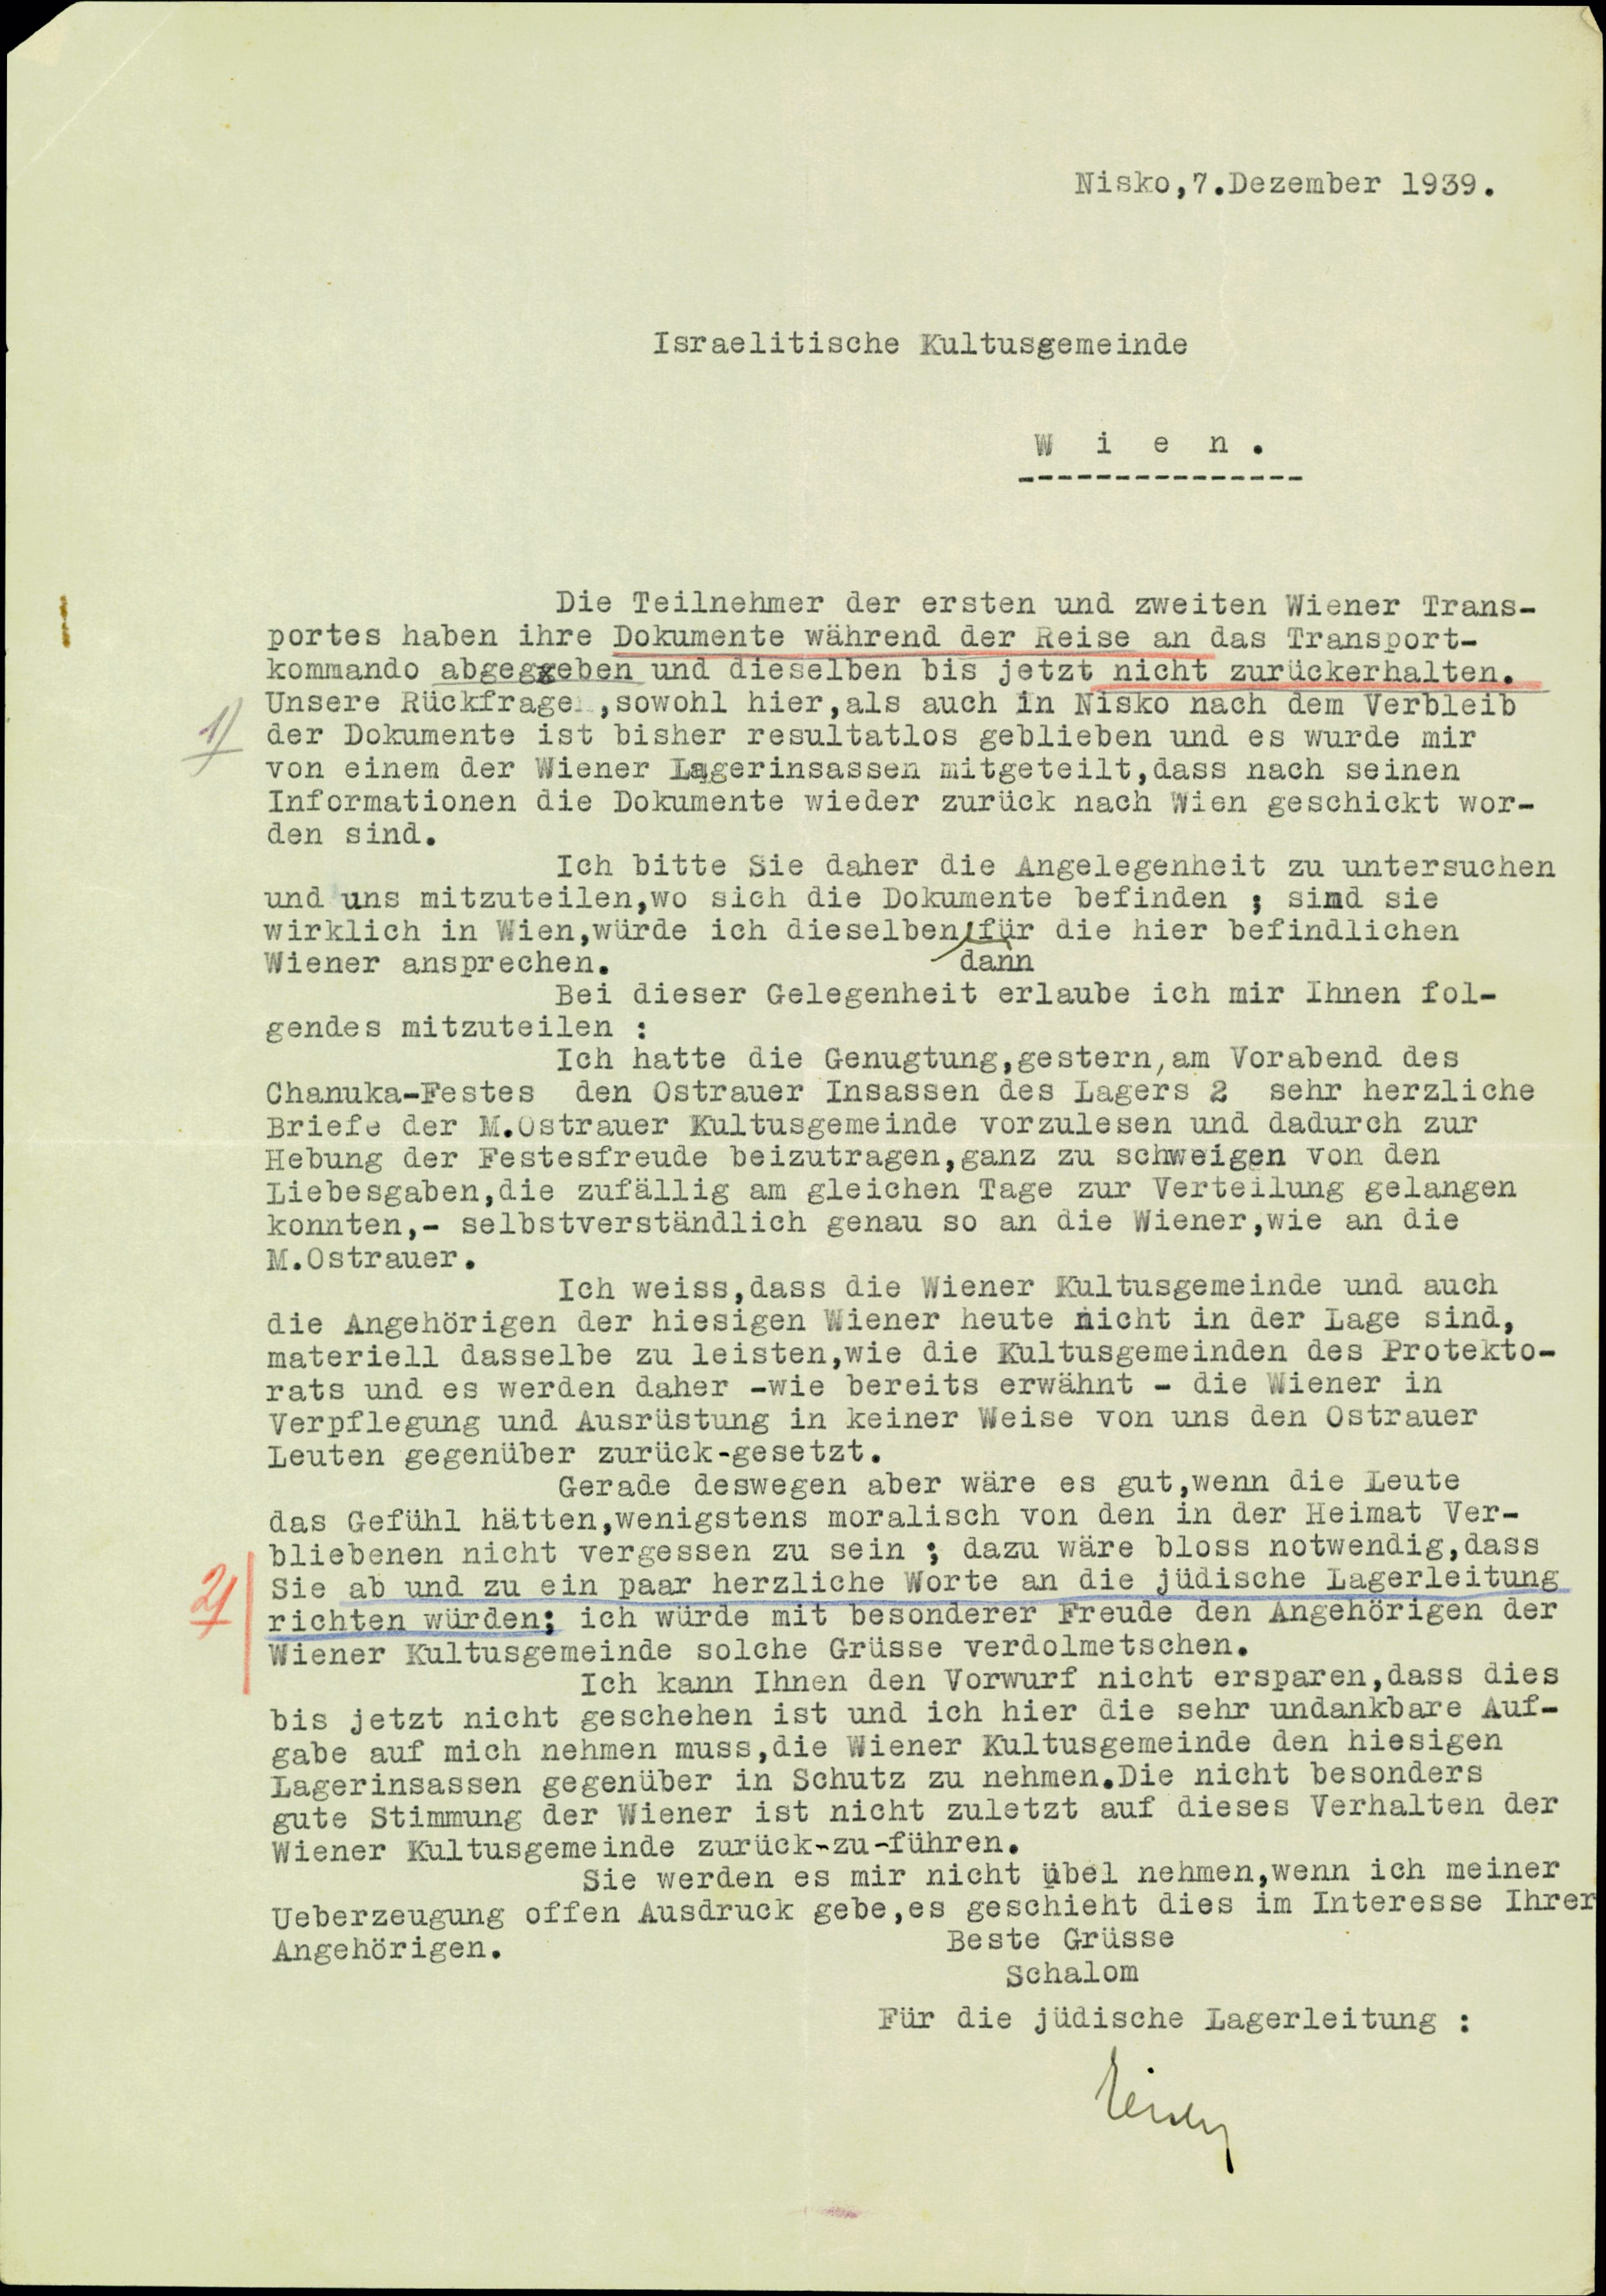 Nisko,7.Dezember 1939.
Israelitische Kultusgemeinde
W i e n .
Die Teilnehmer der ersten und zweiten Wiener Trans-
portes haben ihre Dokumente während der Reise an das Transport-
kommando abgeggeben und dieselben bis jetzt nicht zurückerhalten.
1) Unsere Rückfrage ,sowohl hier,als auch in Nisko nach dem Verbleib
der Dokumente ist bisher resultatlos geblieben und es wurde mir
von einem der Wiener Lagerinsassen mitgeteilt,dass nach seinen
Informationen die Dokumente wieder zurück nach Wien geschickt wor-
den sind.
Ich bitte Sie daher die Angelegenheit zu untersuchen
und uns mitzuteilen,wo sich die Dokumente befinden ; sind sie
wirklich in Wien,würde ich dieselben für die hier befindlichen
Wiener ansprechen. dann
Bei dieser Gelegenheit erlaube ich mir Ihnen fol-
gendes mitzuteilen :
Ich hatte die Genugtung,gestern,am Vorabend des
Chanuka-Festes den Ostrauer Insassen des Lagers 2 sehr herzliche
Briefe der M.Ostrauer Kultusgemeinde vorzulesen und dadurch zur
Hebung der Festesfreude beizutragen,ganz zu schweigen von den
Liebesgaben,die zufällig am gleichen Tage zur Verteilung gelangen
konnten,- selbstverständlich genau so an die Wiener,wie an die
M.Ostrauer.
Ich weiss,dass die Wiener Kultusgemeinde und auch
die Angehörigen der hiesigen Wiener heute nicht in der Lage sind,
materiell dasselbe zu leisten,wie die Kultusgemeinden des Protekto-
rats und es werden daher -wie bereits erwähnt - die Wiener in
Verpflegung und Ausrüstung in keiner Weise von uns den Ostrauer
Leuten gegenüber zurück-gesetzt.
Gerade deswegen aber wäre es gut,wenn die Leute
das Gefühl hätten,wenigstens moralisch von den in der Heimat Ver-
bliebenen nicht vergessen zu sein ; dazu wäre bloss notwendig,dass
2) Sie ab und zu ein paar herzliche Worte an die jüdische Lagerleitung
richten würden; ich würde mit besonderer Freude den Angehörigen der
Wiener Kultusgemeinde solche Grüsse verdolmetschen.
Ich kann Ihnen den Vorwurf nicht ersparen,dass dies
bis jetzt nicht geschehen ist und ich hier die sehr undankbare Auf-
gabe auf mich nehmen muss,die Wiener Kultusgemeinde den hiesigen
Lagerinsassen gegenüber in Schutz zu nehmen.Die nicht besonders
gute Stimmung der Wiener ist nicht zuletzt auf dieses Verhalten der
Wiener Kultusgemeinde zurück-zu-führen.
Sie werden es mir nicht übel nehmen,wenn ich meiner
Ueberzeugung offen Ausdruck gebe,es geschieht dies im Interesse Ihrer
Angehörigen.
Beste Grüsse
Schalom
Für die jüdische Lagerleitung :